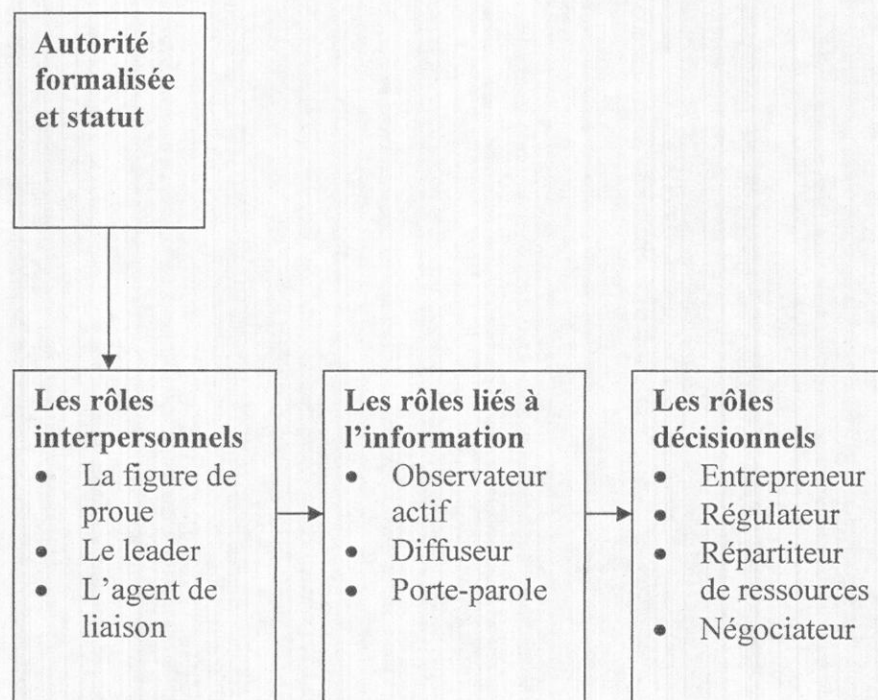 Autorité
formalisée
et statut
Les rôles
interpersonnels
• La figure de
proue
• Le leader
• L’agent de
liaison
Les rôles liés à
l’information
• Observateur
actif
• Diffuseur
• Porte-parole
Les rôles
décisionnels
• Entrepreneur
• Régulateur
• Répartiteur
de ressources
• Négociateur